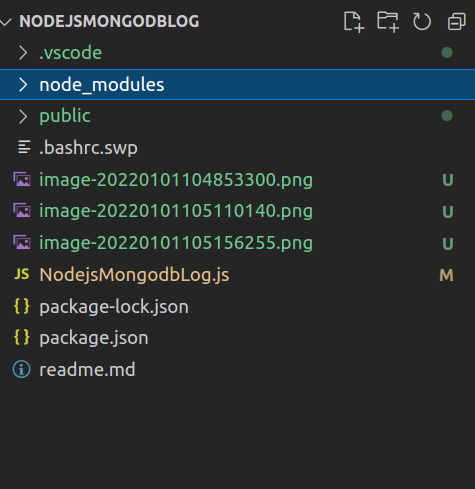 NODEJSMONGODBLOG
.vscode
node_modules
public
.bashrc.swp
image-20220101104853300.png U
image-20220101105110140.png U
image-20220101105156255.png U
JS NodejsMongodbLog.js M
{ } package-lock.json
{ } package.json
readme.md